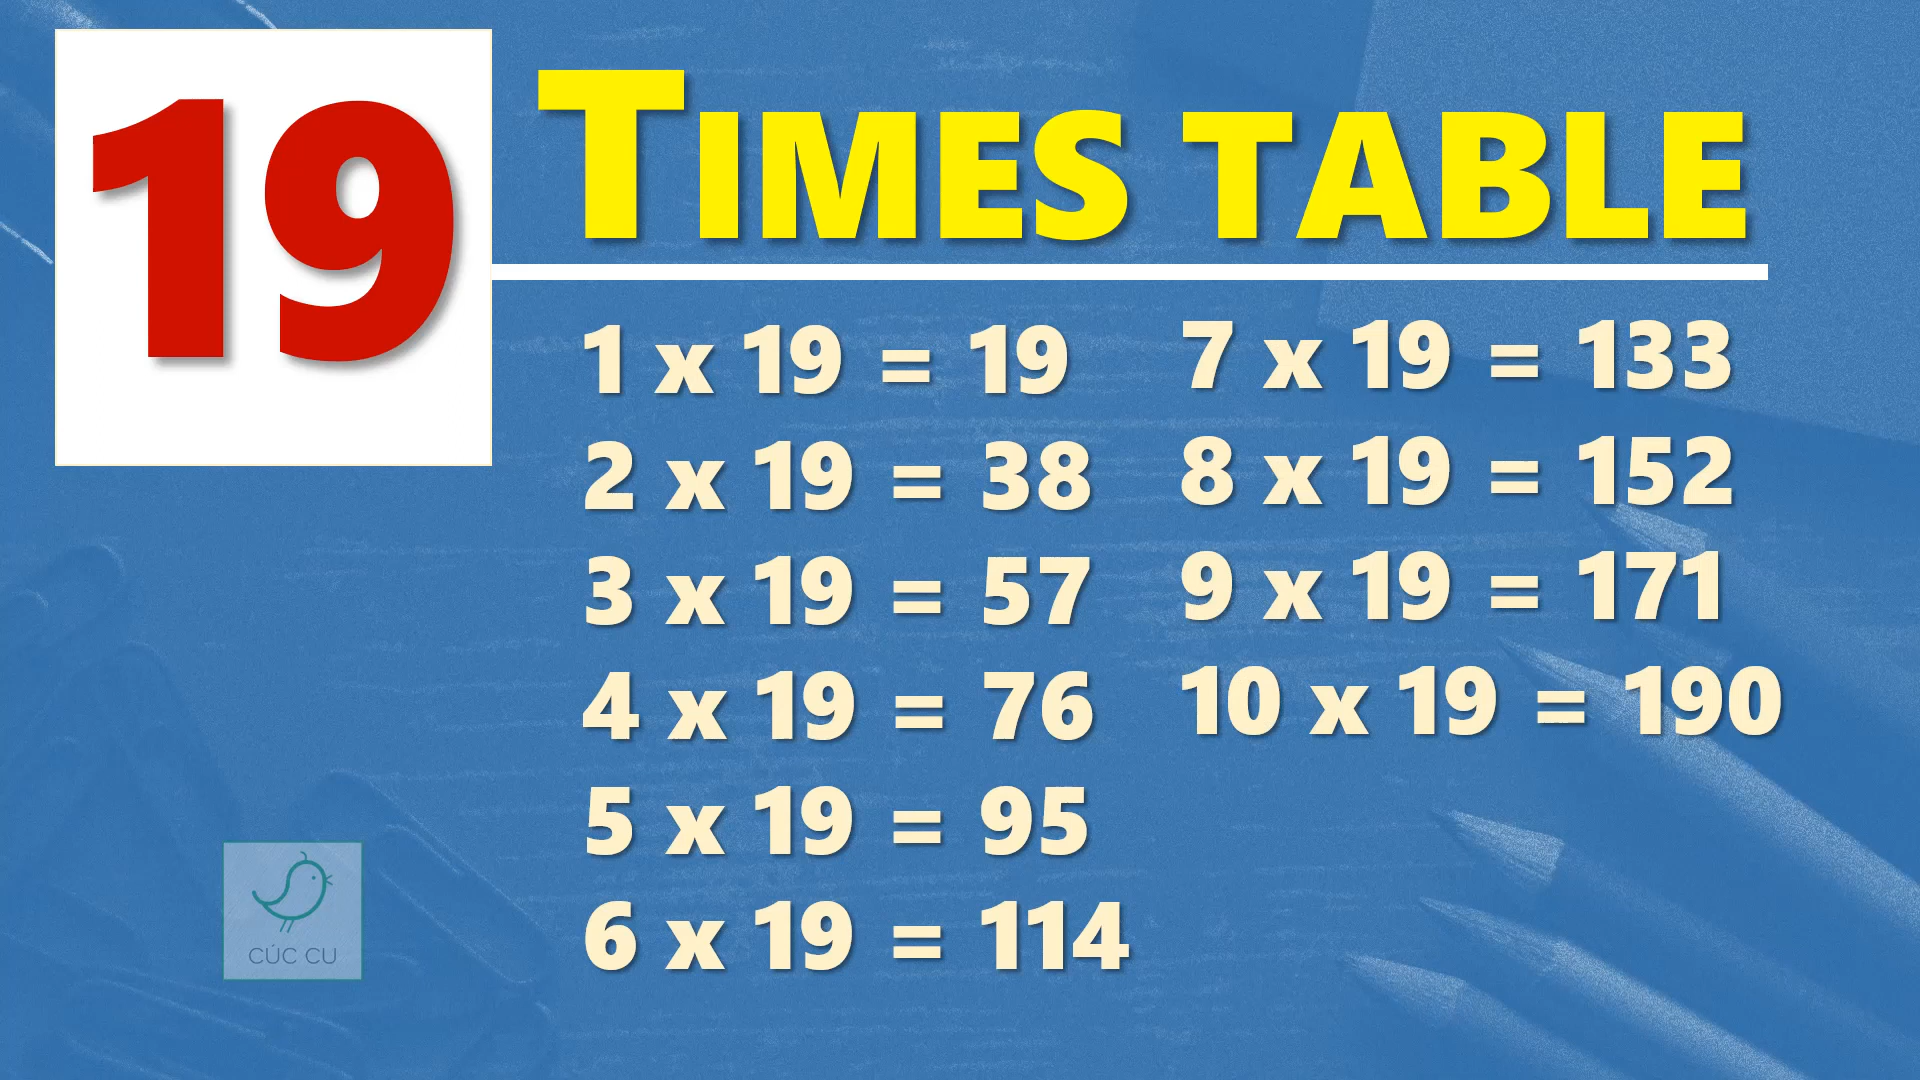 19
TIMES TABLE
1 x 19 = 19
2 x 19 = 38
3 x 19 = 57
4 x 19 = 76
5 x 19 = 95
6 x 19 = 114
7 x 19 = 133
8 x 19 = 152
9 x 19 = 171
10 x 19 = 190
CÚC CU